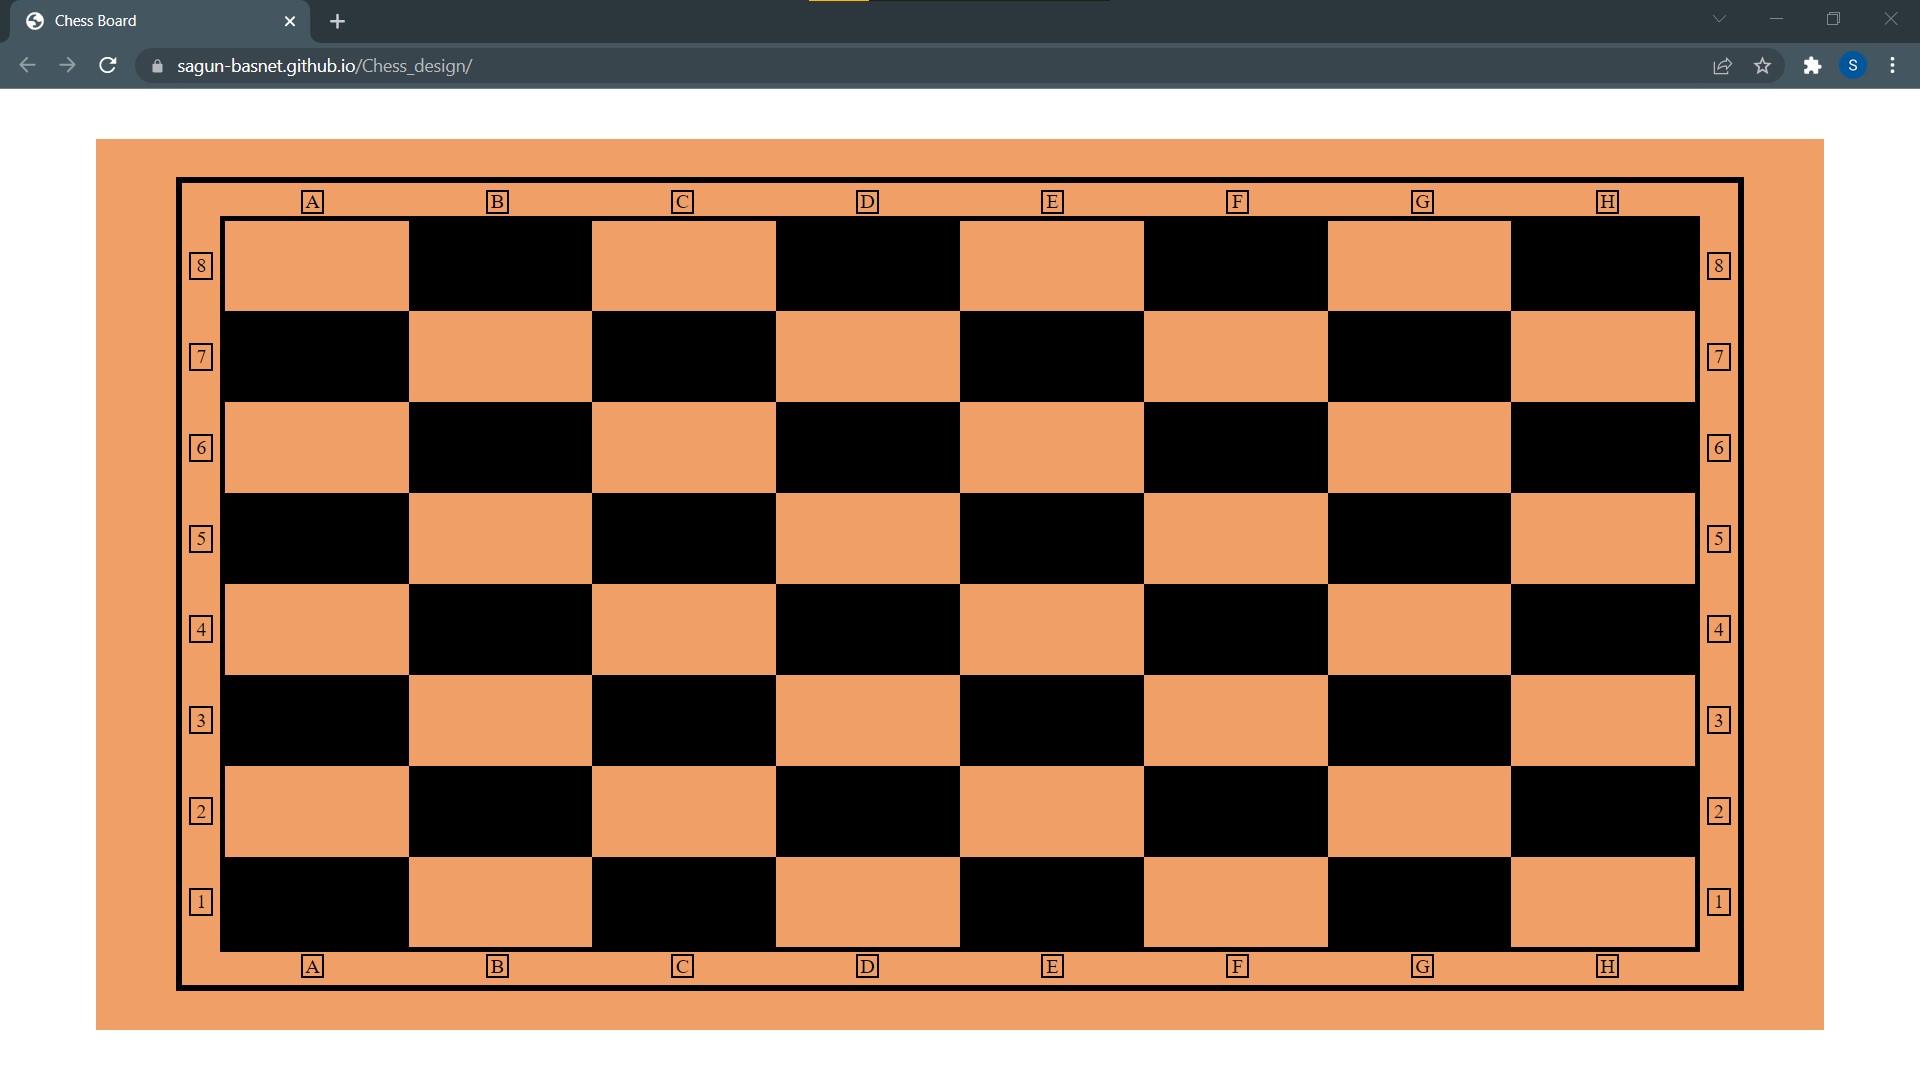 Chess Board
sagun-basnet.github.io/Chess_design/
S
A B C D E F G H
8 8
7 7
6 6
5 5
4 4
3 3
2 2
1 1
A B C D E F G H